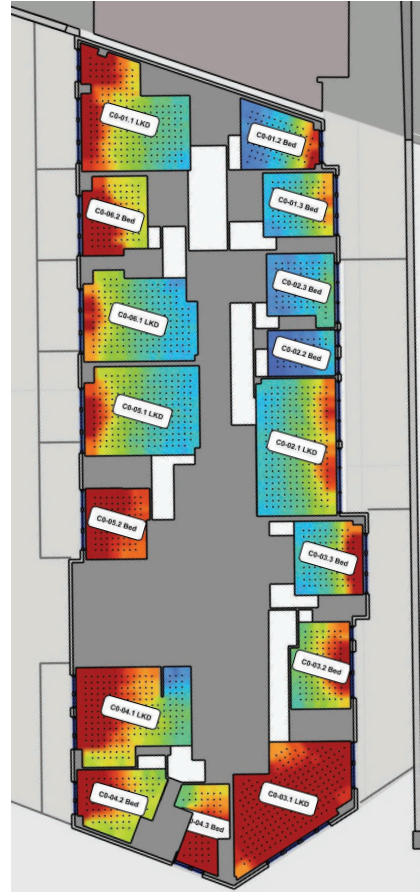 C0-01.1 LKD
C0-01.2 Bed
C0-06.2 Bed
C0-01.3 Bed
C0-02.3 Bed
C0-06.1 LKD
C0-02.2 Bed
C0-05.1 LKD
C0-02.1 LKD
C0-05.2 Bed
C0-03.3 Bed
C0-03.2 Bed
C0-04.1 LKD
C0-04.2 Bed
-04.3 Bed
C0-03.1 LKD